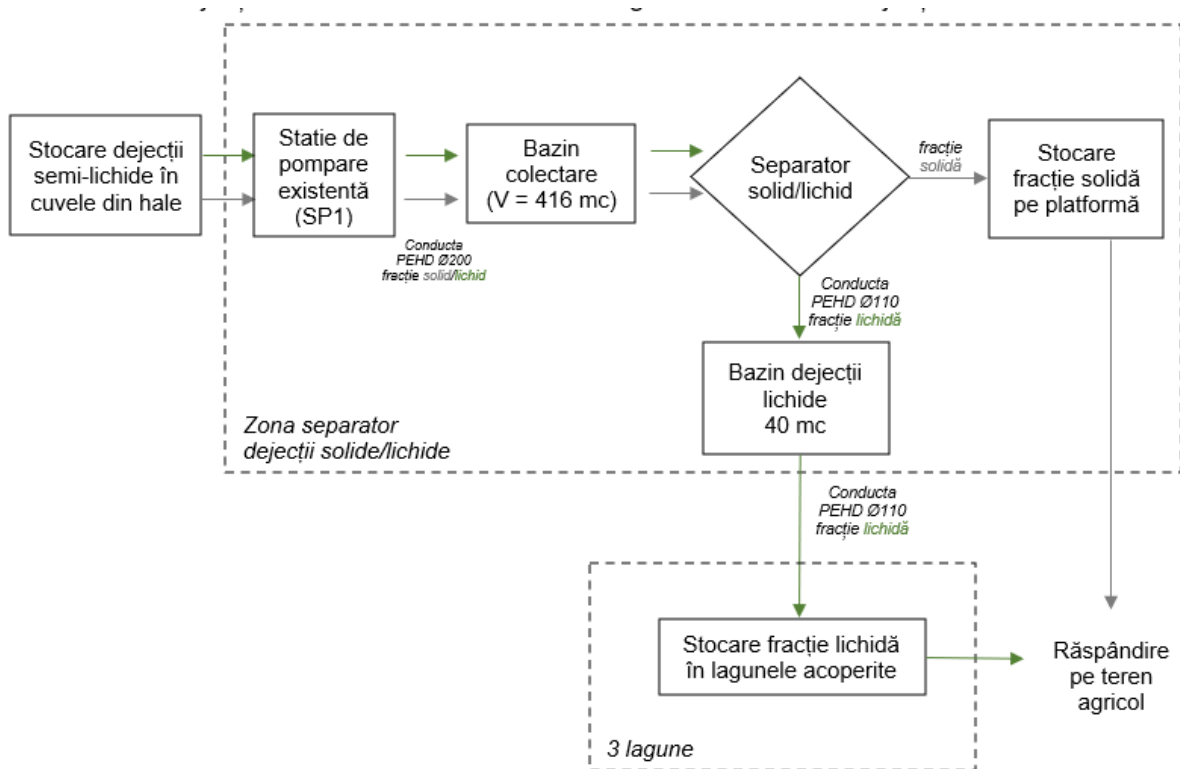 Stocare dejecții
semi-lichide în
cuvele din hale
Statie de
pompare
existentă
(SP1)
Conducta
PEHD Ø200
fracție solid/lichid
Bazin
colectare
(V = 416 mc)
Separator
solid/lichid
fracție
solidă
Stocare
fracție solidă
pe platformă
Conducta
PEHD Ø110
fracție lichidă
Bazin dejecții
lichide
40 mc
Zona separator
dejecții solide/lichide
Conducta
PEHD Ø110
fracție lichidă
Stocare fracție lichidă
în lagunele acoperite
3 lagune
Răspândire
pe teren
agricol